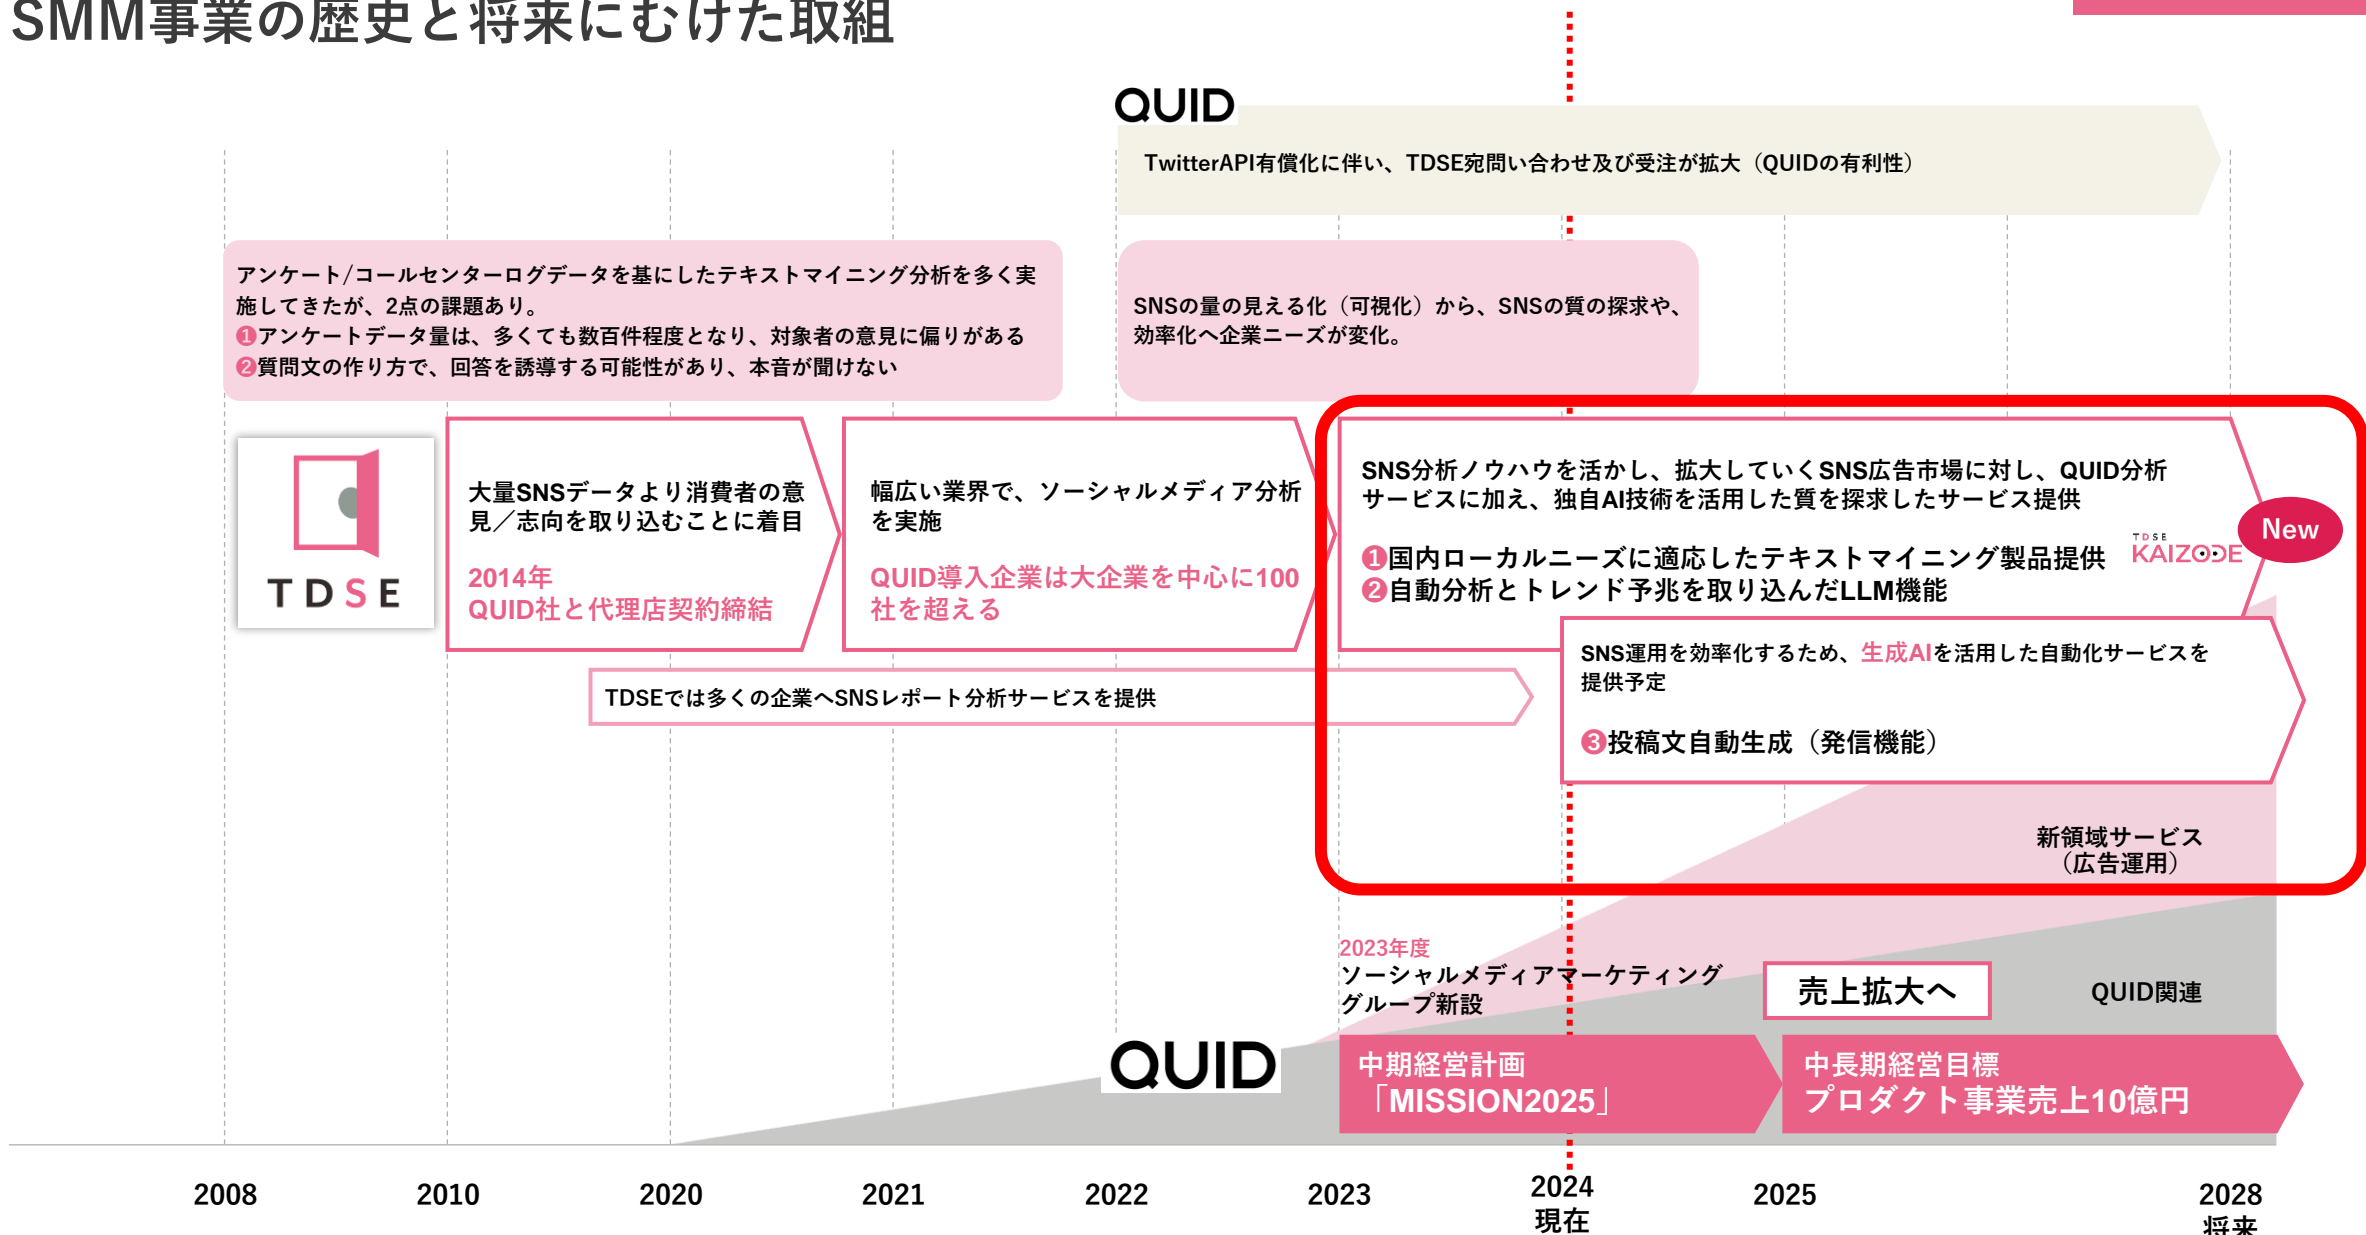 SMM事業の歴史と将来にむけた取組
QUID
TwitterAPI有償化に伴い、TDSE宛問い合わせ及び受注が拡大（QUIDの有利性）
アンケート/コールセンターログデータを基にしたテキストマイニング分析を多く実
施してきたが、2点の課題あり。
❶アンケートデータ量は、多くても数百件程度となり、対象者の意見に偏りがある
❷質問文の作り方で、回答を誘導する可能性があり、本音が聞けない
SNSの量の見える化（可視化）から、SNSの質の探求や、
効率化へ企業ニーズが変化。
TDSE
大量SNSデータより消費者の意
見／志向を取り込むことに着目
2014年
QUID社と代理店契約締結
幅広い業界で、ソーシャルメディア分析
を実施
QUID導入企業は大企業を中心に100
社を超える
SNS分析ノウハウを活かし、拡大していくSNS広告市場に対し、QUID分析
サービスに加え、独自AI技術を活用した質を探求したサービス提供
❶国内ローカルニーズに適応したテキストマイニング製品提供
❷自動分析とトレンド予兆を取り込んだLLM機能
TDSE
KAIZODE
New
SNS運用を効率化するため、生成AIを活用した自動化サービスを
提供予定
❸投稿文自動生成（発信機能）
TDSEでは多くの企業へSNSレポート分析サービスを提供
新領域サービス
（広告運用）
2023年度
ソーシャルメディアマーケティング
グループ新設
売上拡大へ
QUID関連
QUID
中期経営計画
「MISSION2025」
中長期経営目標
プロダクト事業売上10億円
2008
2010
2020
2021
2022
2023
2024
現在
2025
2028
将来